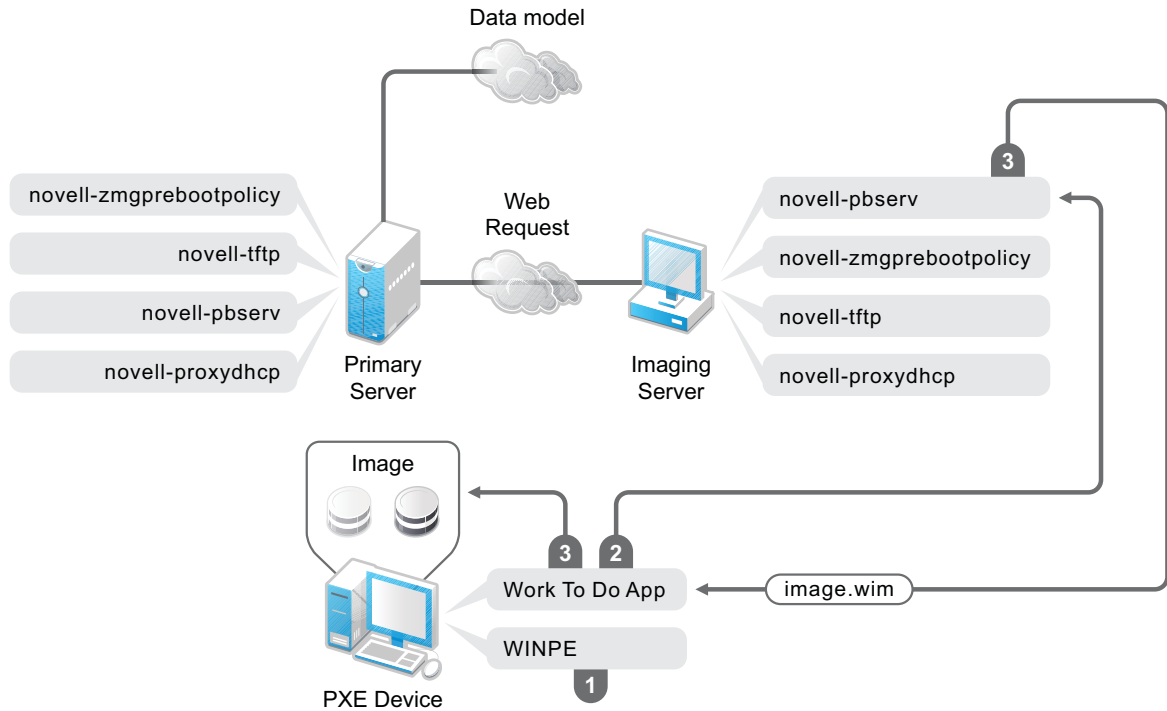 Data model
3
novell-zmgprebootpolicy
novell-tftp
novell-pbserv
novell-proxydhcp
Web
Request
novell-pbserv
novell-zmgprebootpolicy
novell-tftp
novell-proxydhcp
Primary
Server
Imaging
Server
Image
3
2
Work To Do App
image.wim
WINPE
1
PXE Device